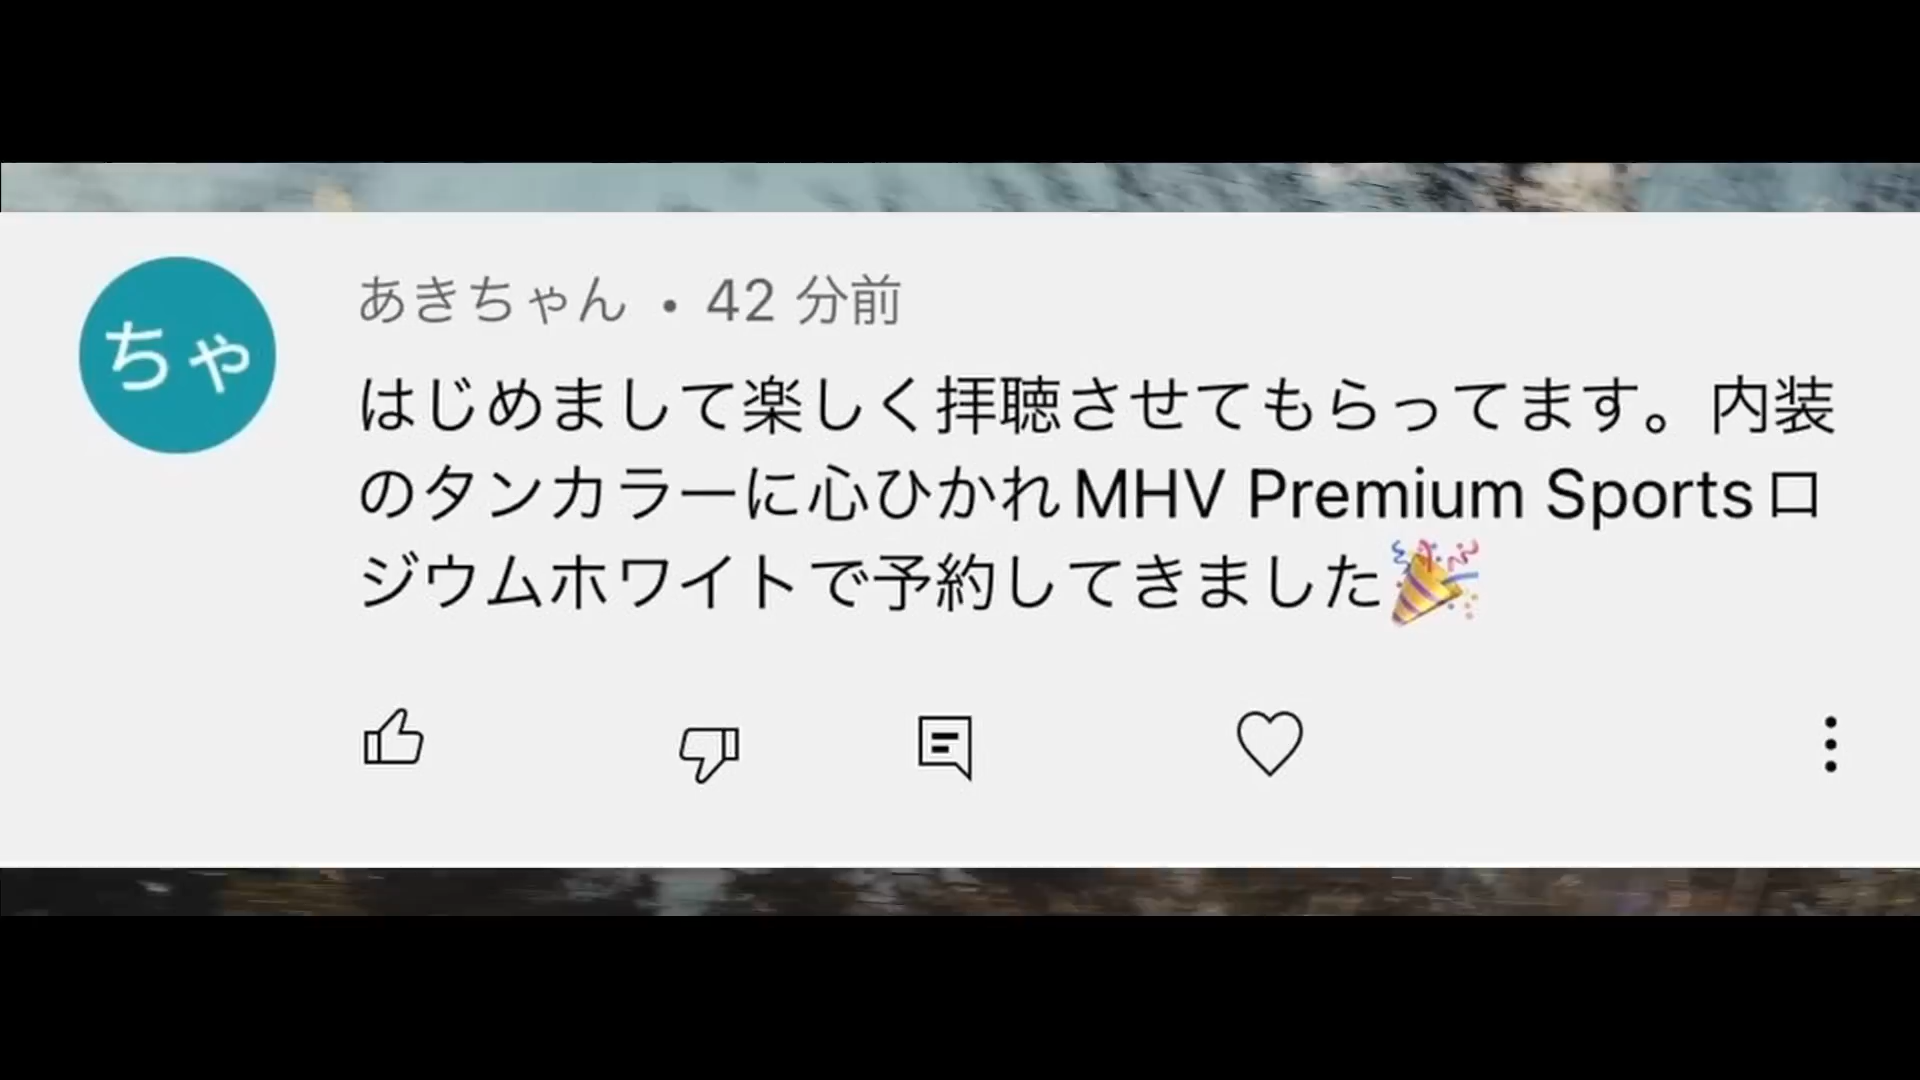 ちゃ
あきちゃん • 42 分前
はじめまして楽しく拝聴させてもらってます。内装
のタンカラーに心ひかれMHV Premium Sportsロ
ジウムホワイトで予約してきました🎉